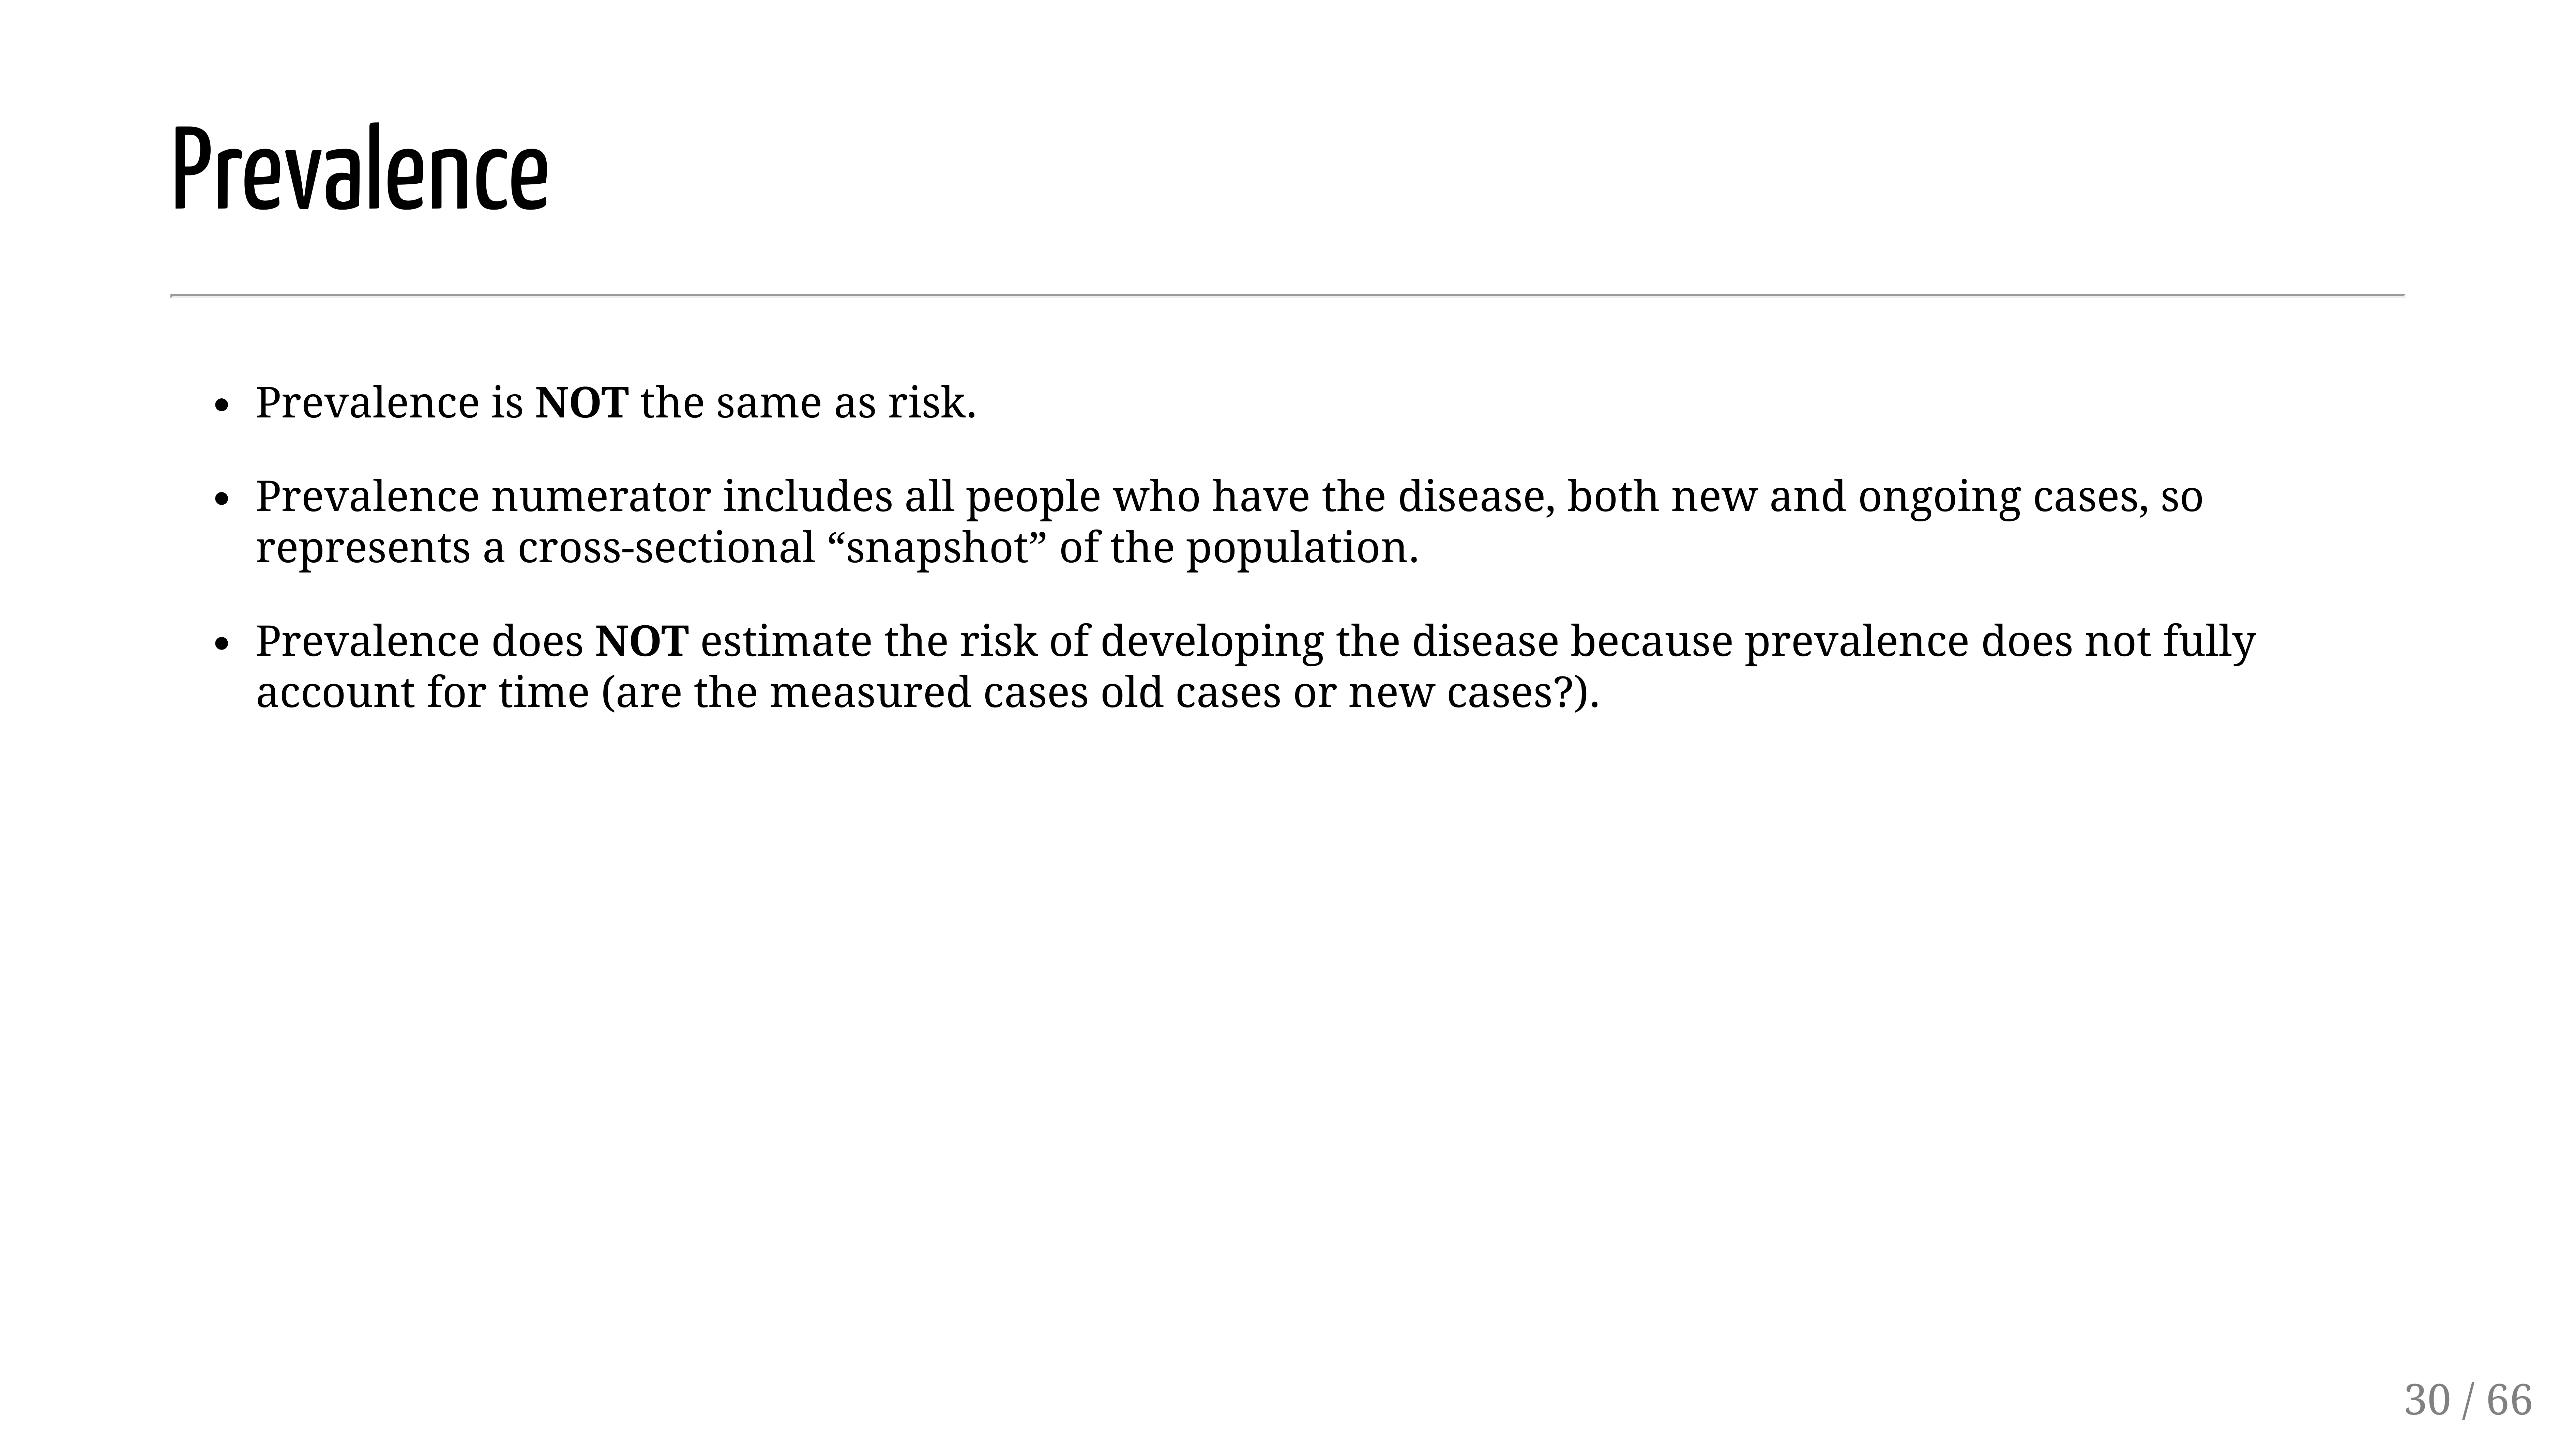 Prevalence
• Prevalence is NOT the same as risk.
• Prevalence numerator includes all people who have the disease, both new and ongoing cases, so
represents a cross-sectional “snapshot” of the population.
• Prevalence does NOT estimate the risk of developing the disease because prevalence does not fully
account for time (are the measured cases old cases or new cases?).
30 / 66